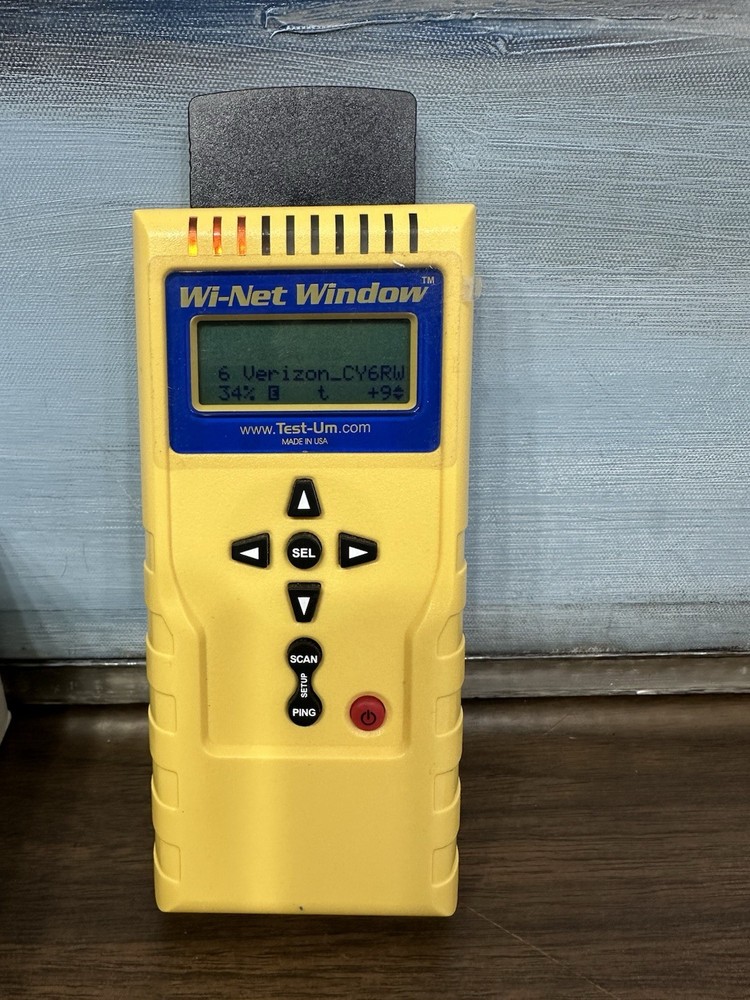 Wi-Net Window™
6 Verizon_CY6RW
34% E t +9
www.Test-Um.com
MADE IN USA
SEL
SCAN
SETUP
PING